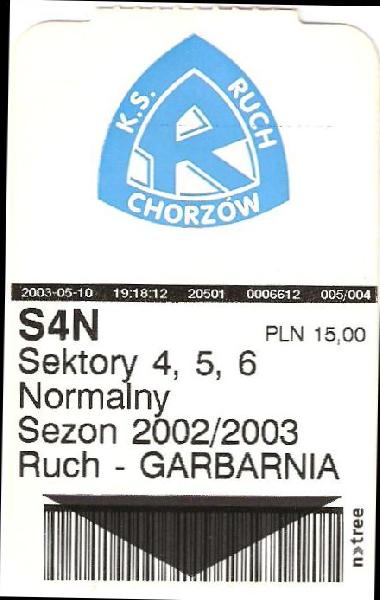 K.S. RUCH
CHORZÓW
2003-05-10 19:18:12 20501 0006612 005/004
S4N PLN 15,00
Sektory 4, 5, 6
Normalny
Sezon 2002/2003
Ruch - GARBARNIA
n>tree